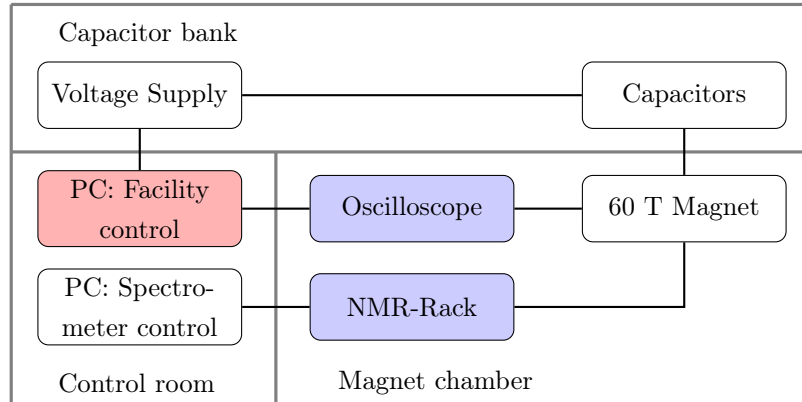 Capacitor bank
Voltage Supply
Capacitors
PC: Facility
control
Oscilloscope
60 T Magnet
PC: Spectro-
meter control
NMR-Rack
Control room
Magnet chamber